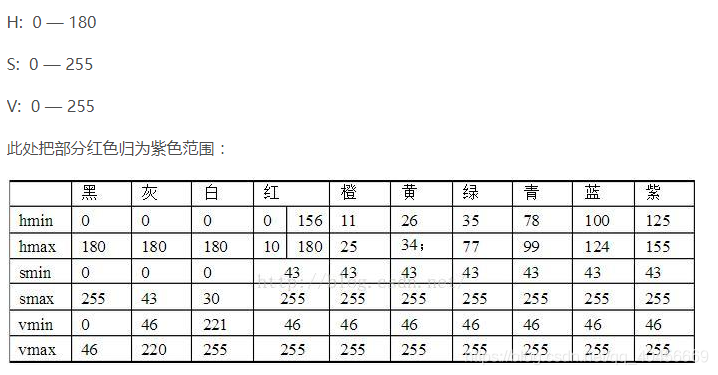 H: 0 — 180
S: 0 — 255
V: 0 — 255
此处把部分红色归为紫色范围：
黑 灰 白 红 橙 黄 绿 青 蓝 紫
hmin 0 0 0 0 156 11 26 35 78 100 125
hmax 180 180 180 10 180 25 34; 77 99 124 155
smin 0 0 0 43 43 43 43 43 43 43
smax 255 43 30 255 255 255 255 255 255 255
vmin 0 46 221 46 46 46 46 46 46 46
vmax 46 220 255 255 255 255 255 255 255 255
http://blog.csdn.net/